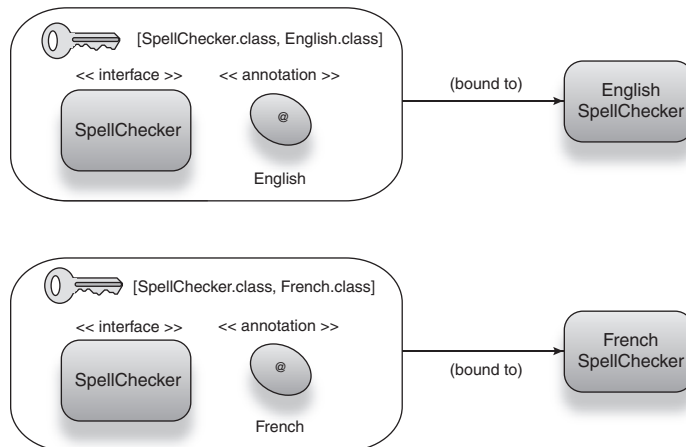 [SpellChecker.class, English.class]
<< interface >> << annotation >>
SpellChecker
@
English
(bound to)
English
SpellChecker
[SpellChecker.class, French.class]
<< interface >> << annotation >>
SpellChecker
@
French
(bound to)
French
SpellChecker